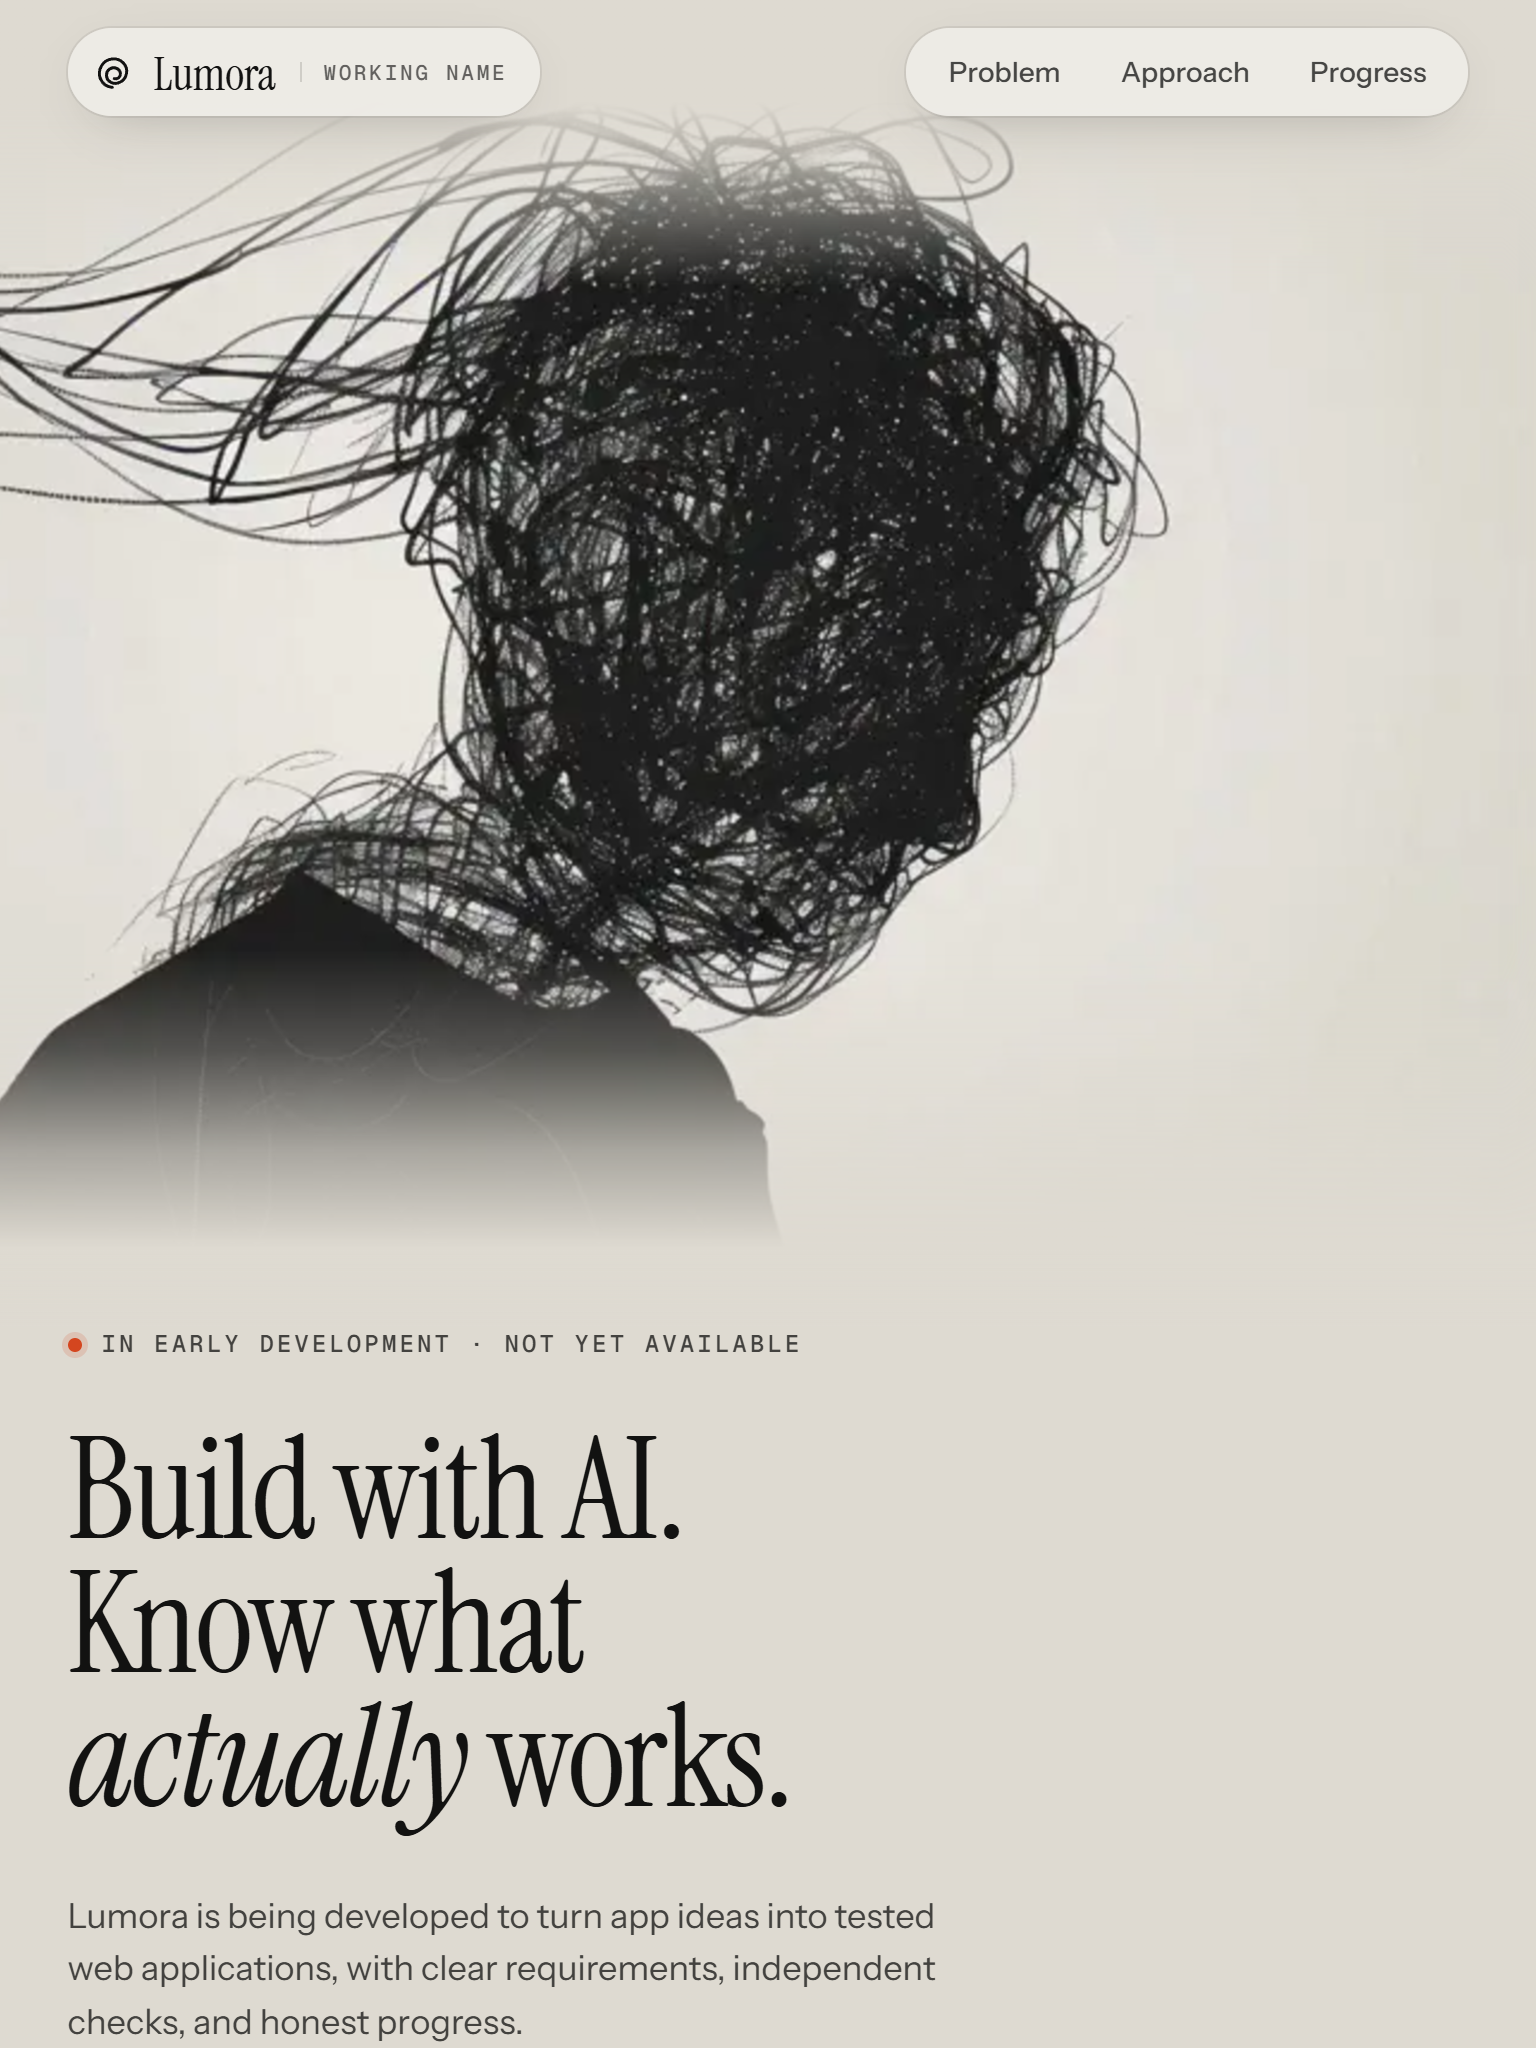 Lumora | WORKING NAME
Problem Approach Progress
IN EARLY DEVELOPMENT · NOT YET AVAILABLE
Build with AI.
Know what
actually works.
Lumora is being developed to turn app ideas into tested
web applications, with clear requirements, independent
checks, and honest progress.